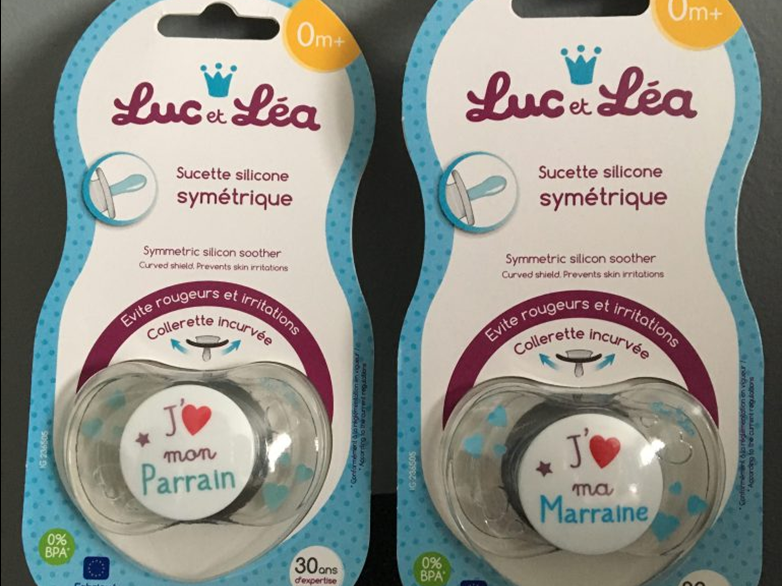 0m+
Luc et Léa
Sucette silicone
symétrique
Symmetric silicon soother
Curved shield. Prevents skin irritations
Evite rougeurs et irritations
Collerette incurvée
J'❤
mon
Parrain
0%
BPA*
30ans
d'expertise
0m+
Luc et Léa
Sucette silicone
symétrique
Symmetric silicon soother
Curved shield. Prevents skin irritations
Evite rougeurs et irritations
Collerette incurvée
J'❤
ma
Marraine
0%
BPA*